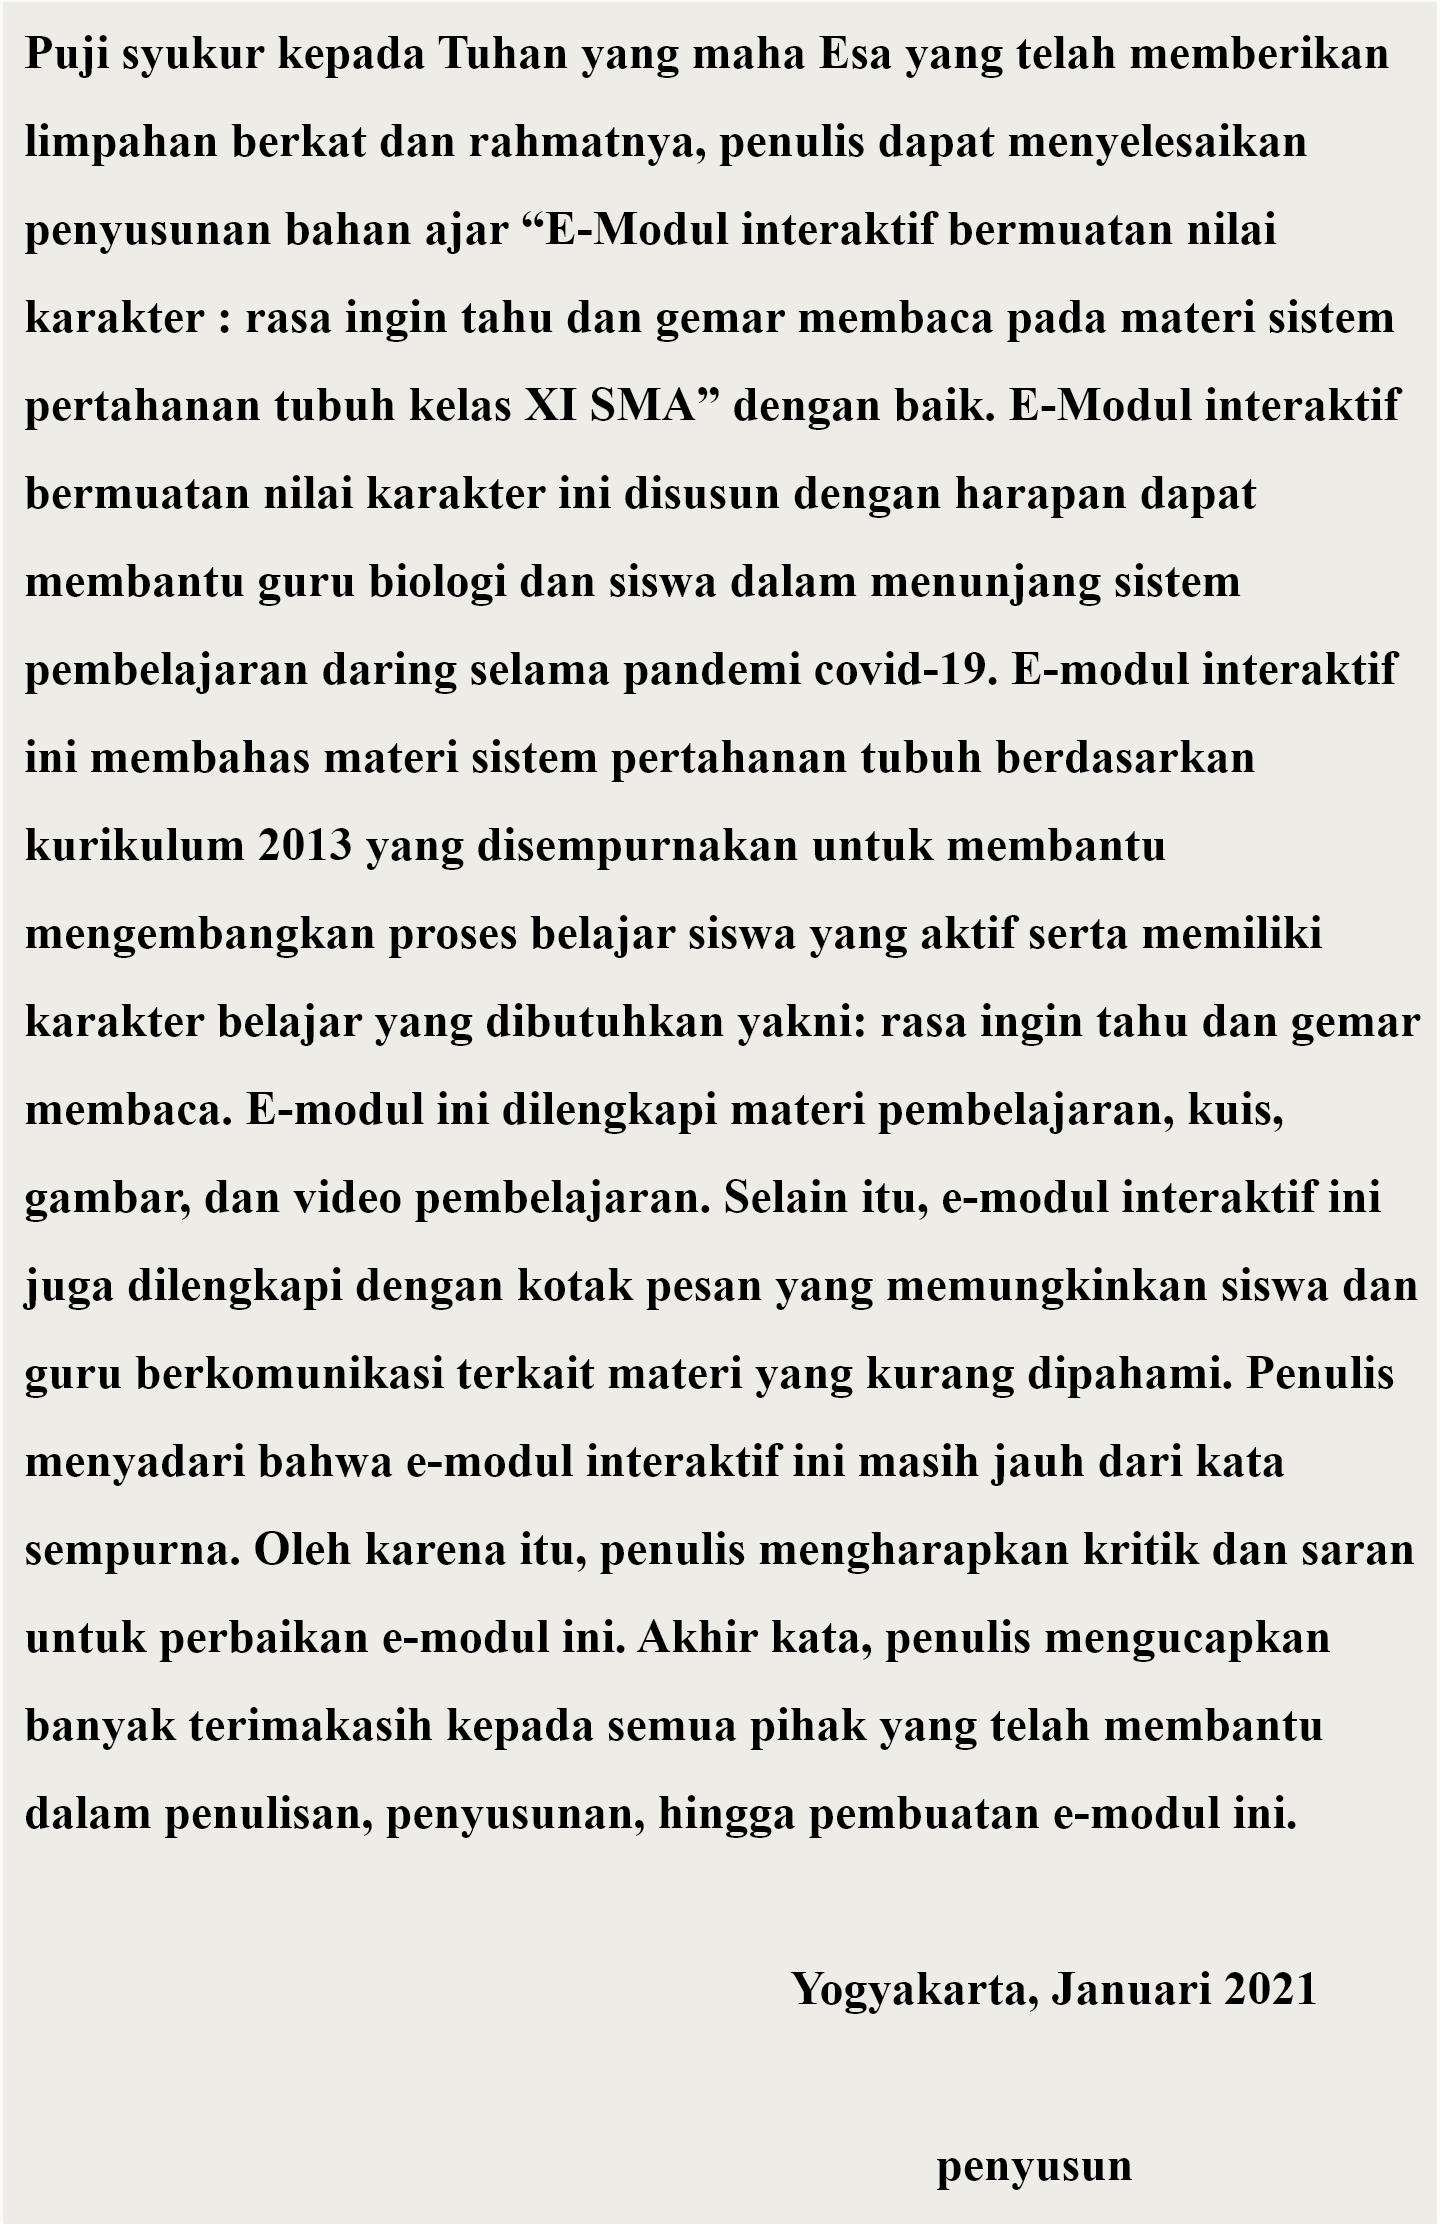 Puji syukur kepada Tuhan yang maha Esa yang telah memberikan
limpahan berkat dan rahmatnya, penulis dapat menyelesaikan
penyusunan bahan ajar “E-Modul interaktif bermuatan nilai
karakter : rasa ingin tahu dan gemar membaca pada materi sistem
pertahanan tubuh kelas XI SMA” dengan baik. E-Modul interaktif
bermuatan nilai karakter ini disusun dengan harapan dapat
membantu guru biologi dan siswa dalam menunjang sistem
pembelajaran daring selama pandemi covid-19. E-modul interaktif
ini membahas materi sistem pertahanan tubuh berdasarkan
kurikulum 2013 yang disempurnakan untuk membantu
mengembangkan proses belajar siswa yang aktif serta memiliki
karakter belajar yang dibutuhkan yakni: rasa ingin tahu dan gemar
membaca. E-modul ini dilengkapi materi pembelajaran, kuis,
gambar, dan video pembelajaran. Selain itu, e-modul interaktif ini
juga dilengkapi dengan kotak pesan yang memungkinkan siswa dan
guru berkomunikasi terkait materi yang kurang dipahami. Penulis
menyadari bahwa e-modul interaktif ini masih jauh dari kata
sempurna. Oleh karena itu, penulis mengharapkan kritik dan saran
untuk perbaikan e-modul ini. Akhir kata, penulis mengucapkan
banyak terimakasih kepada semua pihak yang telah membantu
dalam penulisan, penyusunan, hingga pembuatan e-modul ini.
Yogyakarta, Januari 2021
penyusun